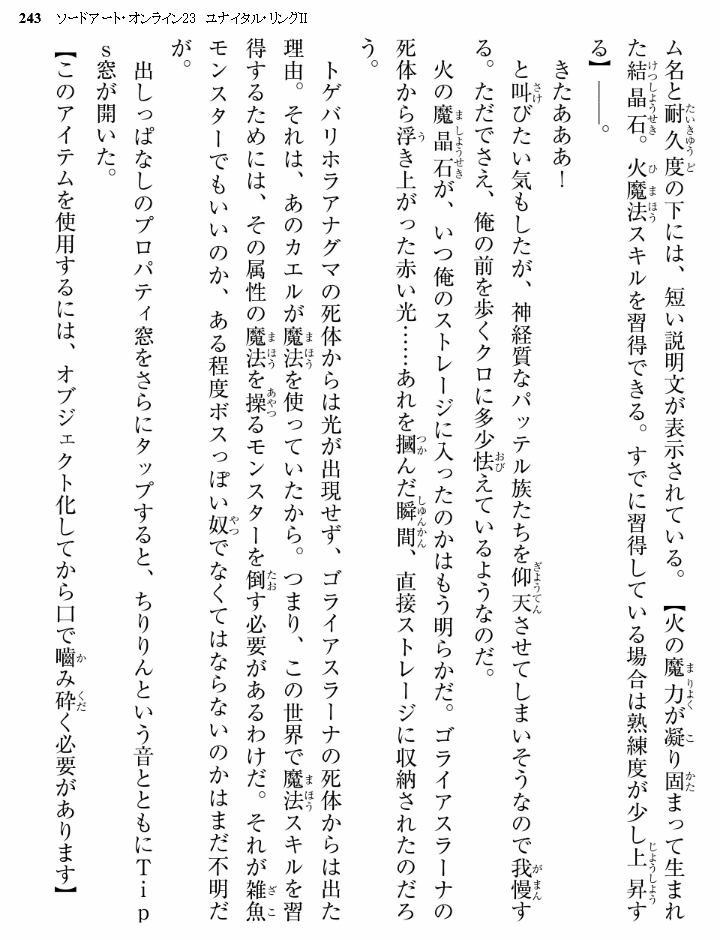 243　ソードアート・オンライン23　ユナイタル・リングⅡ
ム名と耐久度の下には、短い説明文が表示されている。【火の魔力が凝り固まって生まれ
た結晶石。火魔法スキルを習得できる。すでに習得している場合は熟練度が少し上昇す
る】――。
　きたあああ！
　と叫びたい気もしたが、神経質なパッテル族たちを仰天させてしまいそうなので我慢す
る。ただでさえ、俺の前を歩くクロに多少怯えているようなのだ。
　火の魔晶石が、いつ俺のストレージに入ったのかはもう明らかだ。ゴライアスラーナの
死体から浮き上がった赤い光……あれを摑んだ瞬間、直接ストレージに収納されたのだろ
う。
　トゲバリホラアナグマの死体からは光が出現せず、ゴライアスラーナの死体からは出た
理由。それは、あのカエルが魔法を使っていたから。つまり、この世界で魔法スキルを習
得するためには、その属性の魔法を操るモンスターを倒す必要があるわけだ。それが雑魚
モンスターでもいいのか、ある程度ボスっぽい奴でなくてはならないのかはまだ不明だ
が。
　出しっぱなしのプロパティ窓をさらにタップすると、ちりりんという音とともにＴｉｐ
ｓ窓が開いた。
【このアイテムを使用するには、オブジェクト化してから口で嚙み砕く必要があります】